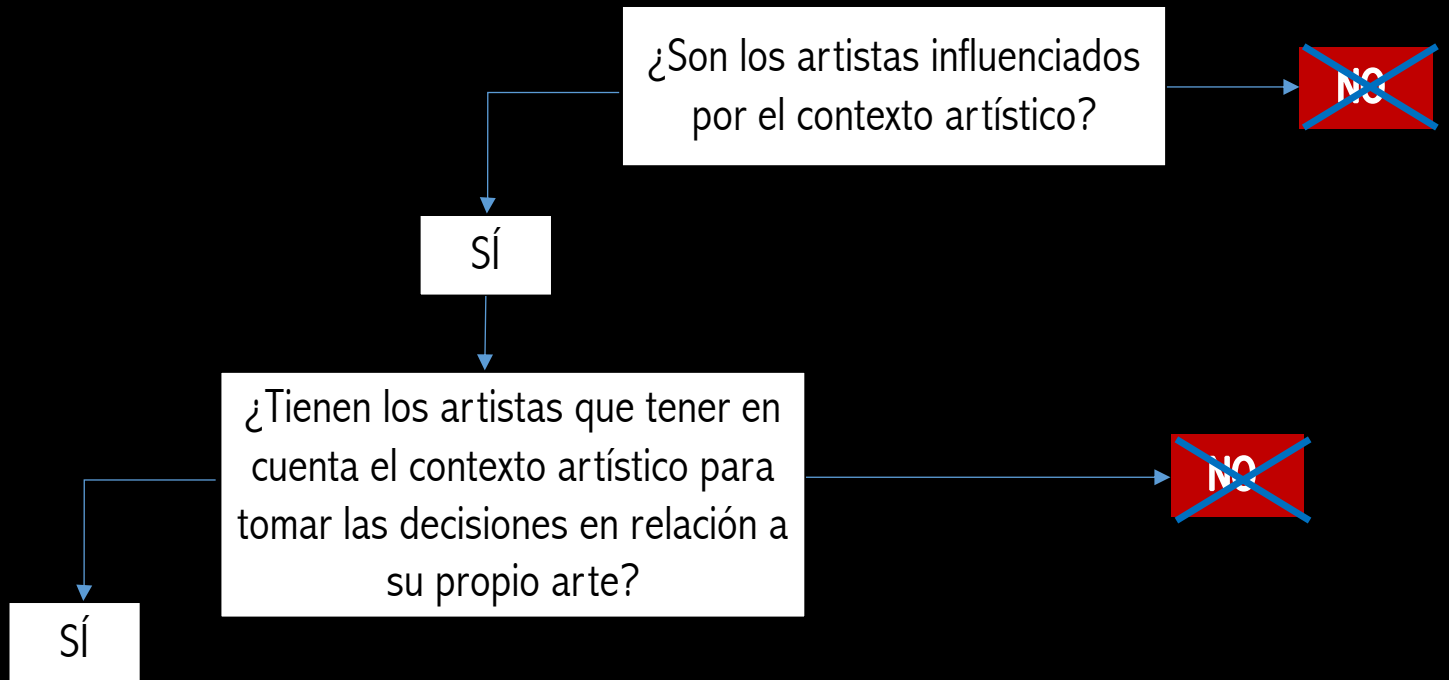 ¿Son los artistas influenciados
por el contexto artístico?
NO
SÍ
¿Tienen los artistas que tener en
cuenta el contexto artístico para
tomar las decisiones en relación a
su propio arte?
NO
SÍ